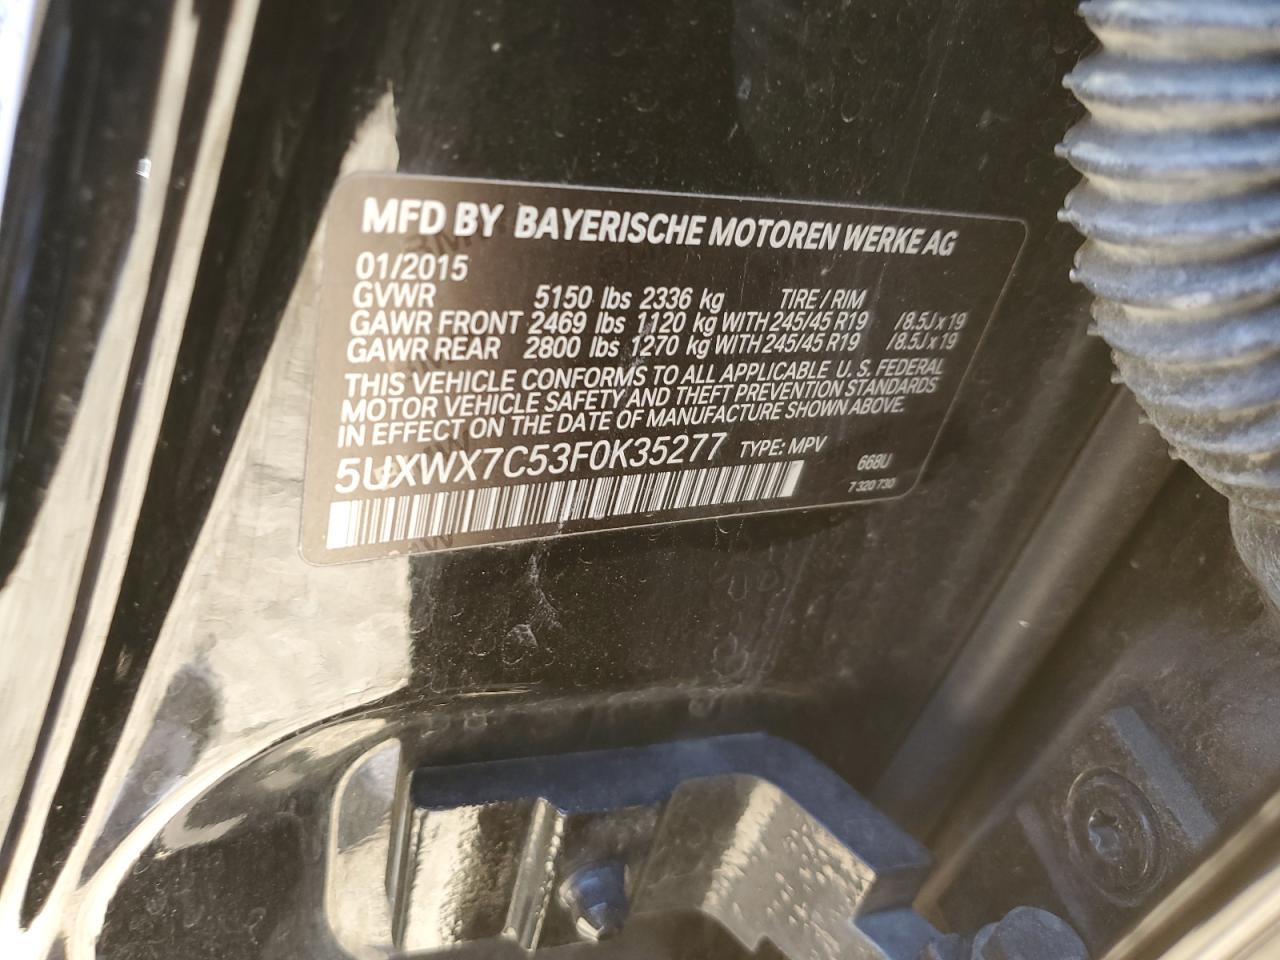 MFD BY BAYERISCHE MOTOREN WERKE AG
01/2015
GVWR 5150 lbs 2336 kg TIRE / RIM
GAWR FRONT 2469 lbs 1120 kg WITH 245/45 R19 /8.5J x 19
GAWR REAR 2800 lbs 1270 kg WITH 245/45 R19 /8.5J x 19
THIS VEHICLE CONFORMS TO ALL APPLICABLE U. S. FEDERAL
MOTOR VEHICLE SAFETY AND THEFT PREVENTION STANDARDS
IN EFFECT ON THE DATE OF MANUFACTURE SHOWN ABOVE.
5UXWX7C53F0K35277 TYPE: MPV
668U
7 320 730